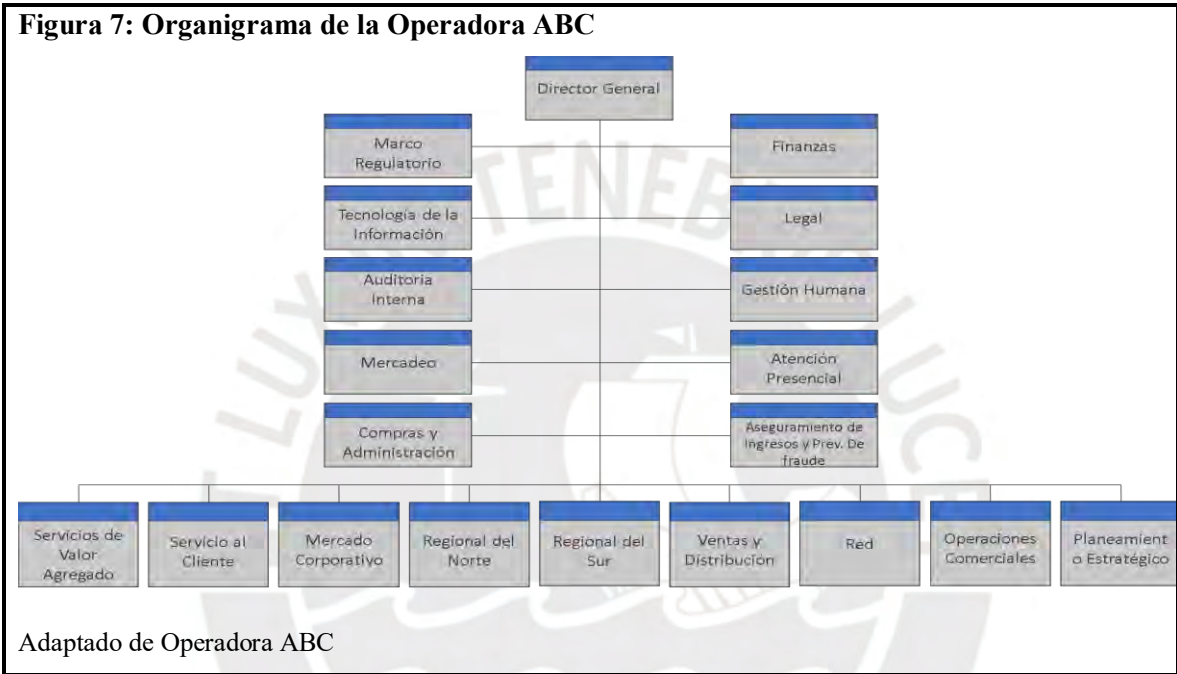 Figura 7: Organigrama de la Operadora ABC
Director General
Marco
Regulatorio
Finanzas
Tecnología de la
Información
Legal
Auditoria
Interna
Gestión Humana
Mercadeo
Atención
Presencial
Compras y
Administración
Aseguramiento de
Ingresos y Prev. De
fraude
Servicios de
Valor
Agregado
Servicio al
Cliente
Mercado
Corporativo
Regional del
Norte
Regional del
Sur
Ventas y
Distribución
Red
Operaciones
Comerciales
Planeamient
o Estratégico
Adaptado de Operadora ABC